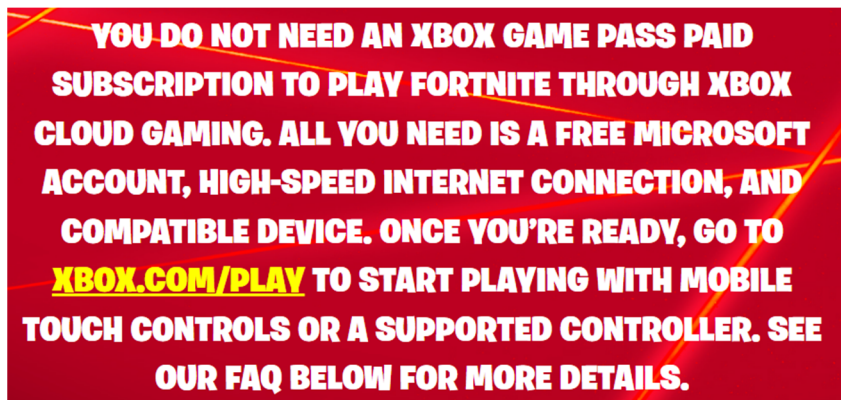 YOU DO NOT NEED AN XBOX GAME PASS PAID
SUBSCRIPTION TO PLAY FORTNITE THROUGH XBOX
CLOUD GAMING. ALL YOU NEED IS A FREE MICROSOFT
ACCOUNT, HIGH-SPEED INTERNET CONNECTION, AND
COMPATIBLE DEVICE. ONCE YOU’RE READY, GO TO
XBOX.COM/PLAY TO START PLAYING WITH MOBILE
TOUCH CONTROLS OR A SUPPORTED CONTROLLER. SEE
OUR FAQ BELOW FOR MORE DETAILS.